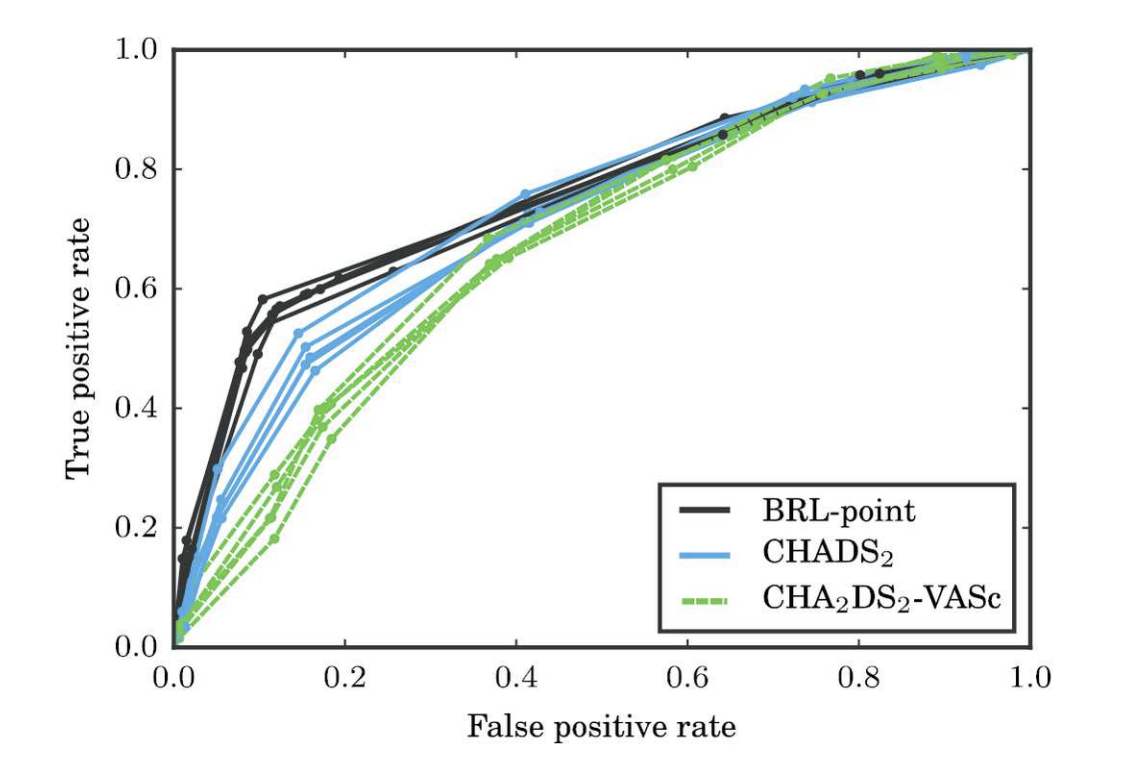 1.0
0.8
0.6
0.4
0.2
0.0
True positive rate
BRL-point
CHADS₂
CHA₂DS₂-VASc
0.0 0.2 0.4 0.6 0.8 1.0
False positive rate